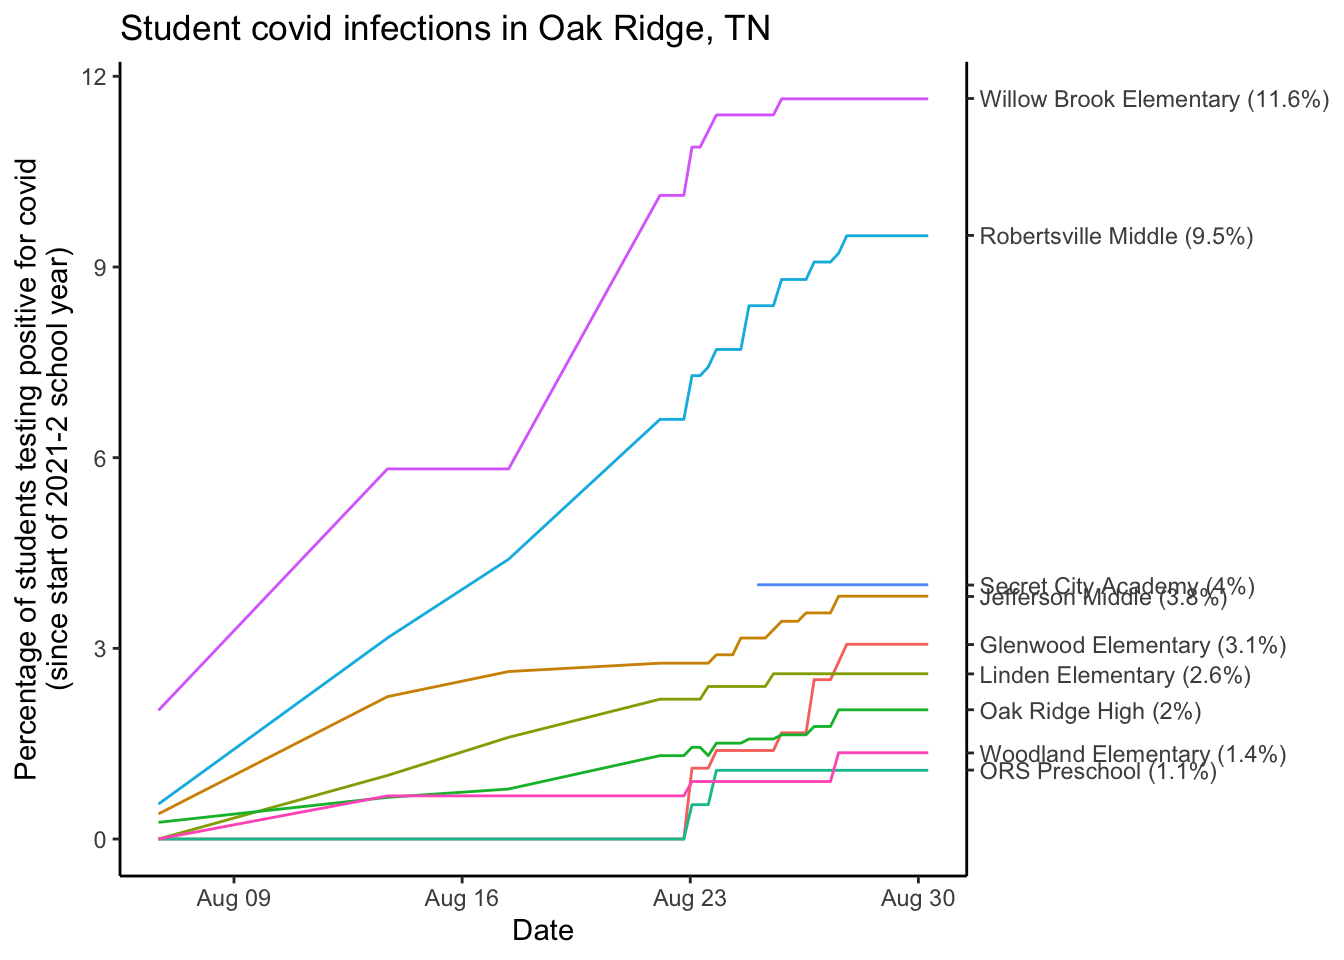 Student covid infections in Oak Ridge, TN
Percentage of students testing positive for covid
(since start of 2021-2 school year)
12
9
6
3
0
Willow Brook Elementary (11.6%)
Robertsville Middle (9.5%)
Secret City Academy (4%)
Jefferson Middle (3.8%)
Glenwood Elementary (3.1%)
Linden Elementary (2.6%)
Oak Ridge High (2%)
Woodland Elementary (1.4%)
ORS Preschool (1.1%)
Aug 09
Aug 16
Aug 23
Aug 30
Date